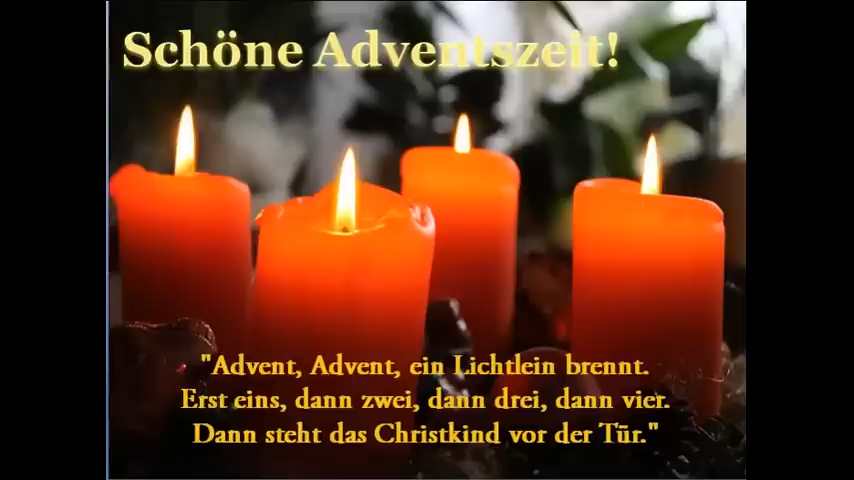 Schöne Adventszeit!
"Advent, Advent, ein Lichtlein brennt.
Erst eins, dann zwei, dann drei, dann vier.
Dann steht das Christkind vor der Tür."